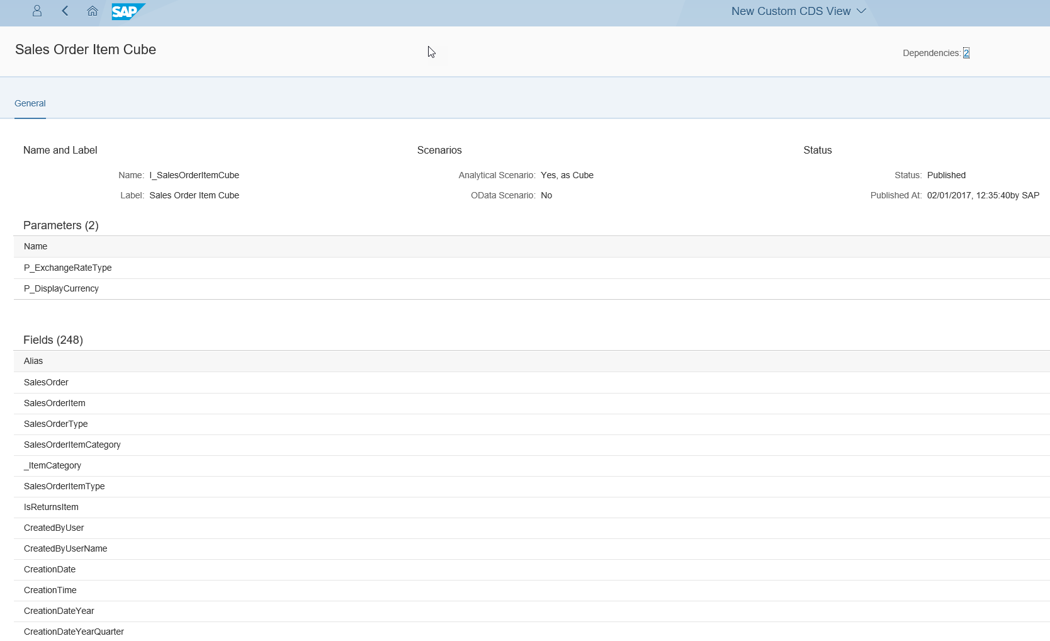 SAP
New Custom CDS View
Sales Order Item Cube
Dependencies: 2
General
Name and Label
Scenarios
Status
Name: I_SalesOrderItemCube
Analytical Scenario: Yes, as Cube
Status: Published
Label: Sales Order Item Cube
OData Scenario: No
Published At: 02/01/2017, 12:35:40by SAP
Parameters (2)
Name
P_ExchangeRateType
P_DisplayCurrency
Fields (248)
Alias
SalesOrder
SalesOrderItem
SalesOrderType
SalesOrderItemCategory
_ItemCategory
SalesOrderItemType
IsReturnsItem
CreatedByUser
CreatedByUserName
CreationDate
CreationTime
CreationDateYear
CreationDateYearQuarter